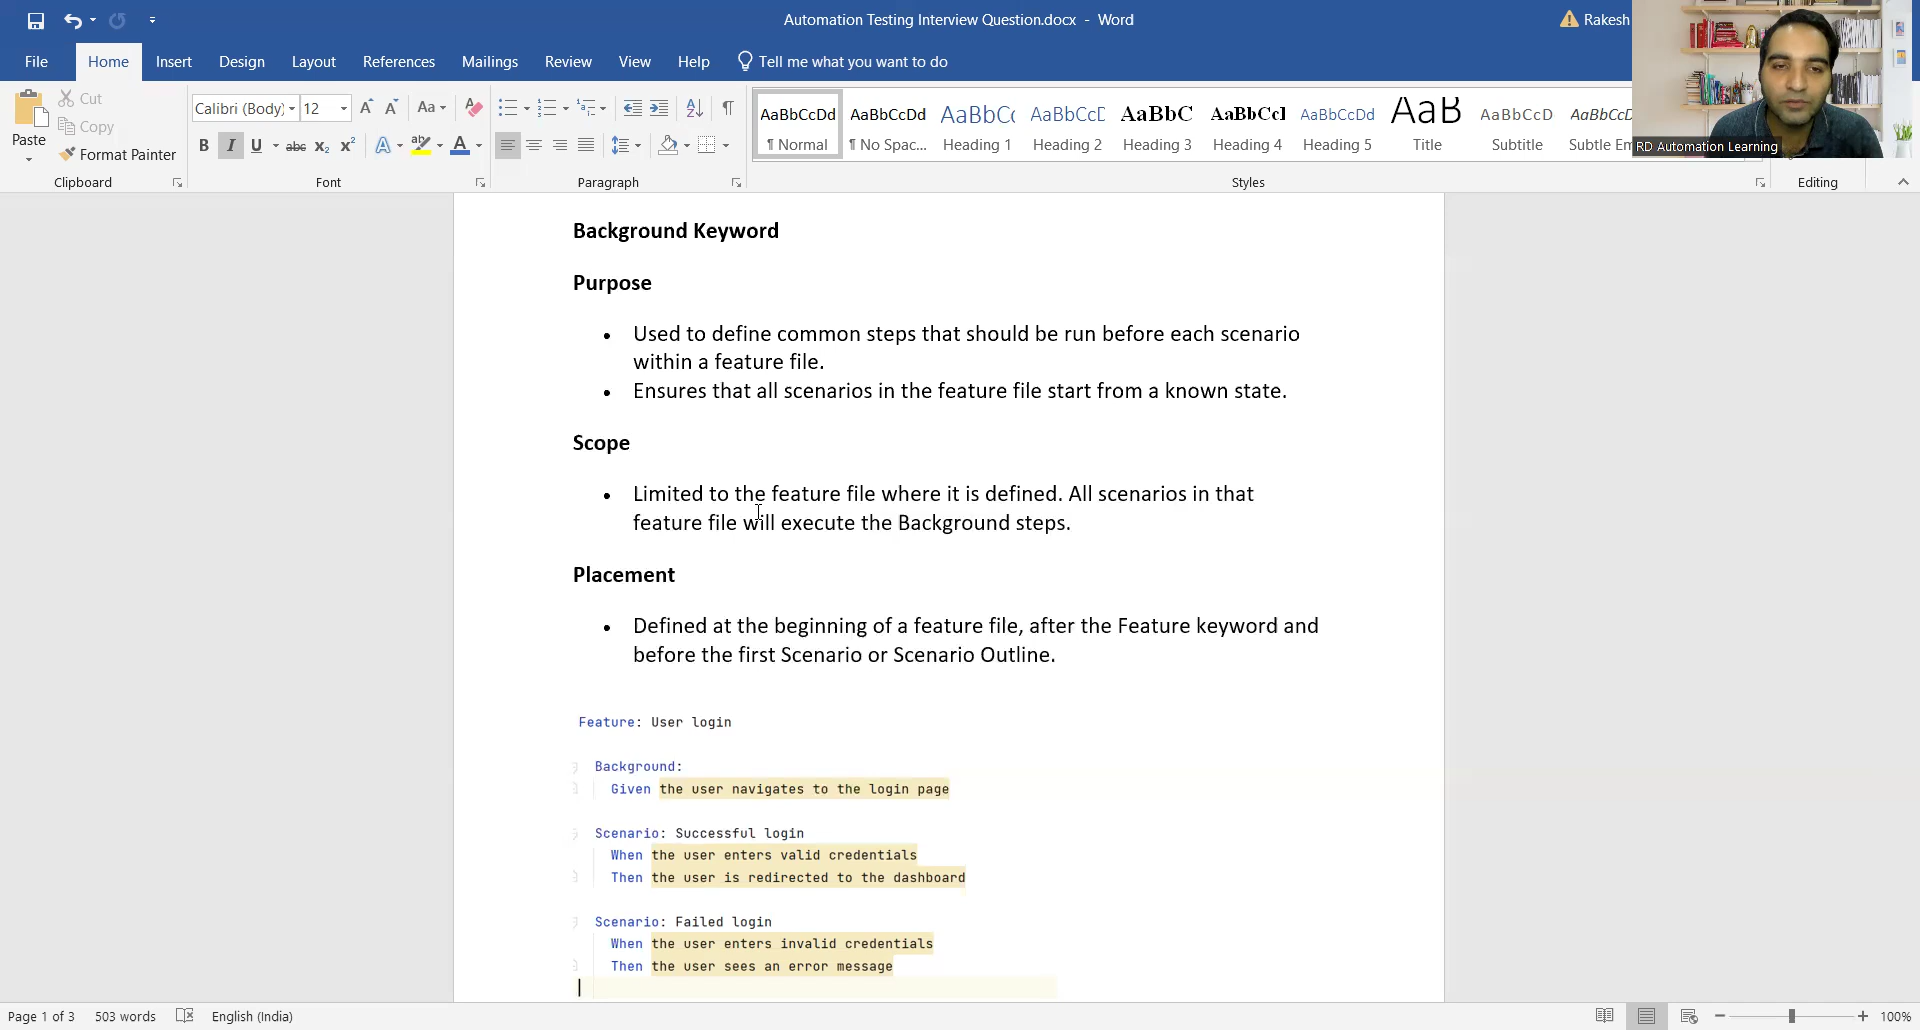 Automation Testing Interview Question.docx - Word
Rakesh
File Home Insert Design Layout References Mailings Review View Help Tell me what you want to do
Cut
Copy
Paste
Format Painter
Clipboard
Calibri (Body) 12
Aa
B I U abc x₂ x² A ab A
Font
Paragraph
AaBbCcDd AaBbCcDd AaBbCc AaBbCcD AaBbC AaBbCcI AaBbCcDd AaB AaBbCcD AaBbCcD
¶ Normal ¶ No Spac... Heading 1 Heading 2 Heading 3 Heading 4 Heading 5 Title Subtitle Subtle Em
Styles
Editing
RD Automation Learning
Background Keyword
Purpose
• Used to define common steps that should be run before each scenario
within a feature file.
• Ensures that all scenarios in the feature file start from a known state.
Scope
• Limited to the feature file where it is defined. All scenarios in that
feature file will execute the Background steps.
Placement
• Defined at the beginning of a feature file, after the Feature keyword and
before the first Scenario or Scenario Outline.
Feature: User login
Background:
Given the user navigates to the login page
Scenario: Successful login
When the user enters valid credentials
Then the user is redirected to the dashboard
Scenario: Failed login
When the user enters invalid credentials
Then the user sees an error message
Page 1 of 3 503 words English (India) 100%